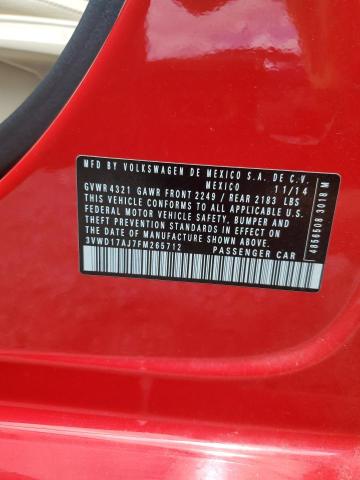 MFD BY VOLKSWAGEN DE MEXICO S.A. DE C.V.
MEXICO 11/14
GVWR 4321 GAWR FRONT 2249 / REAR 2183 LBS
THIS VEHICLE CONFORMS TO ALL APPLICABLE U.S.
FEDERAL MOTOR VEHICLE SAFETY, BUMPER AND
THEFT PREVENTION STANDARDS IN EFFECT ON
THE DATE OF MANUFACTURE SHOWN ABOVE.
3VWD17AJ7FM265712
PASSENGER CAR
4856508 3018 M